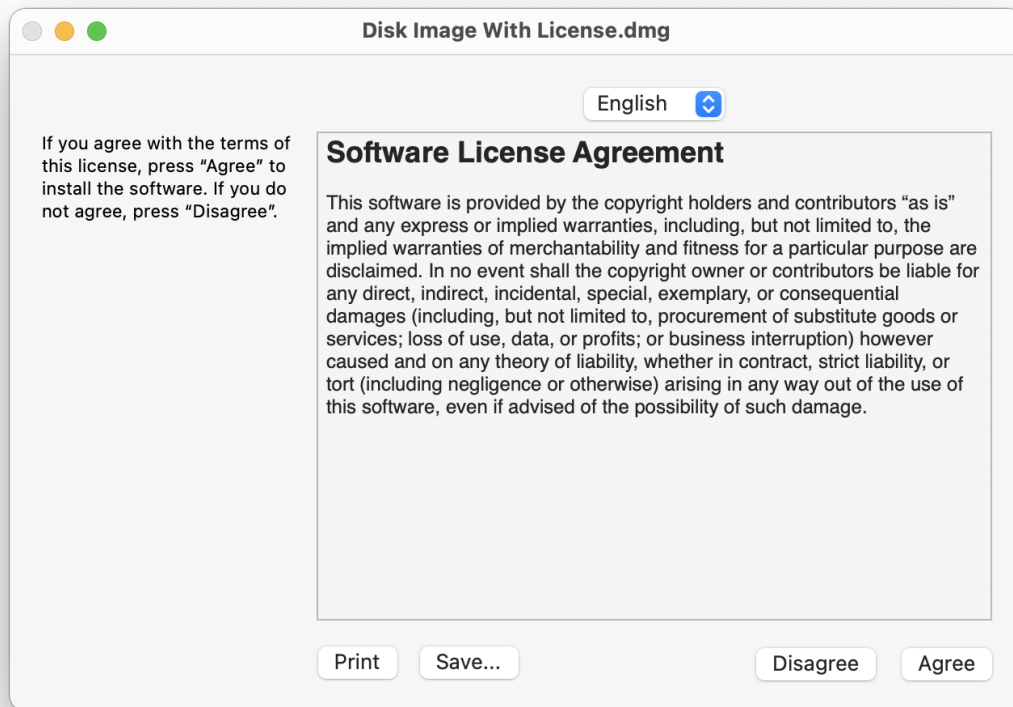 Disk Image With License.dmg
English
If you agree with the terms of
this license, press “Agree” to
install the software. If you do
not agree, press “Disagree”.
Software License Agreement
This software is provided by the copyright holders and contributors “as is”
and any express or implied warranties, including, but not limited to, the
implied warranties of merchantability and fitness for a particular purpose are
disclaimed. In no event shall the copyright owner or contributors be liable for
any direct, indirect, incidental, special, exemplary, or consequential
damages (including, but not limited to, procurement of substitute goods or
services; loss of use, data, or profits; or business interruption) however
caused and on any theory of liability, whether in contract, strict liability, or
tort (including negligence or otherwise) arising in any way out of the use of
this software, even if advised of the possibility of such damage.
Print
Save...
Disagree
Agree